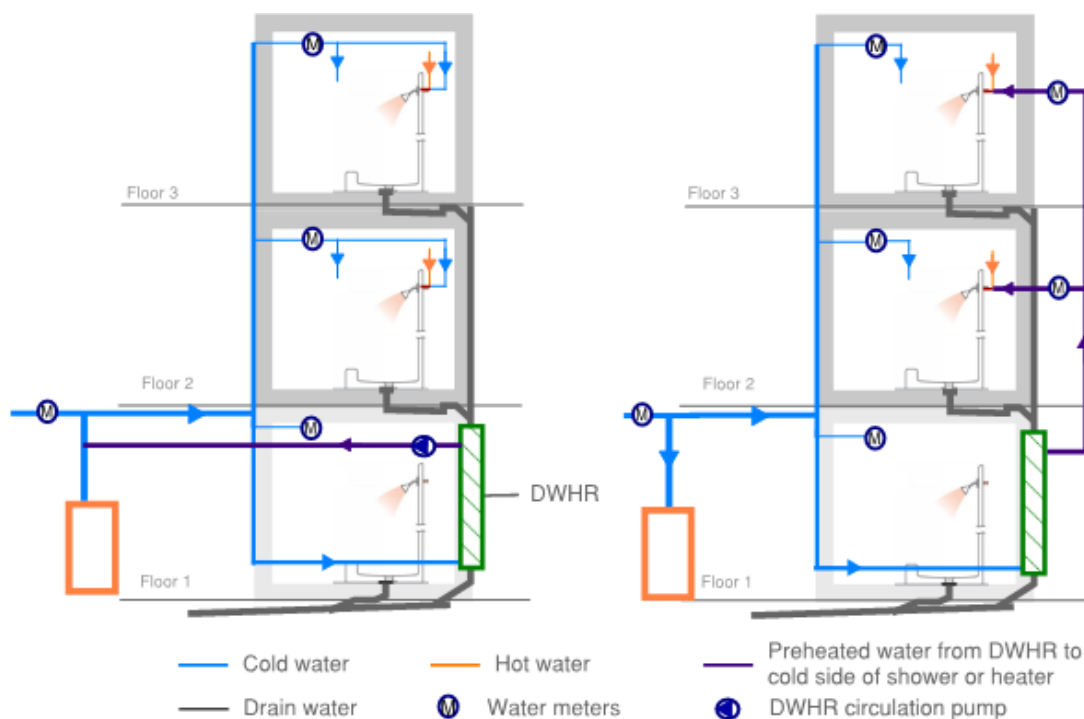 M
M
M
Floor 3
Floor 3
M
M
M
Floor 2
Floor 2
M
M
M
M
DWHR
Floor 1
Floor 1
Cold water
Hot water
Preheated water from DWHR to
cold side of shower or heater
Drain water
M
Water meters
DWHR circulation pump